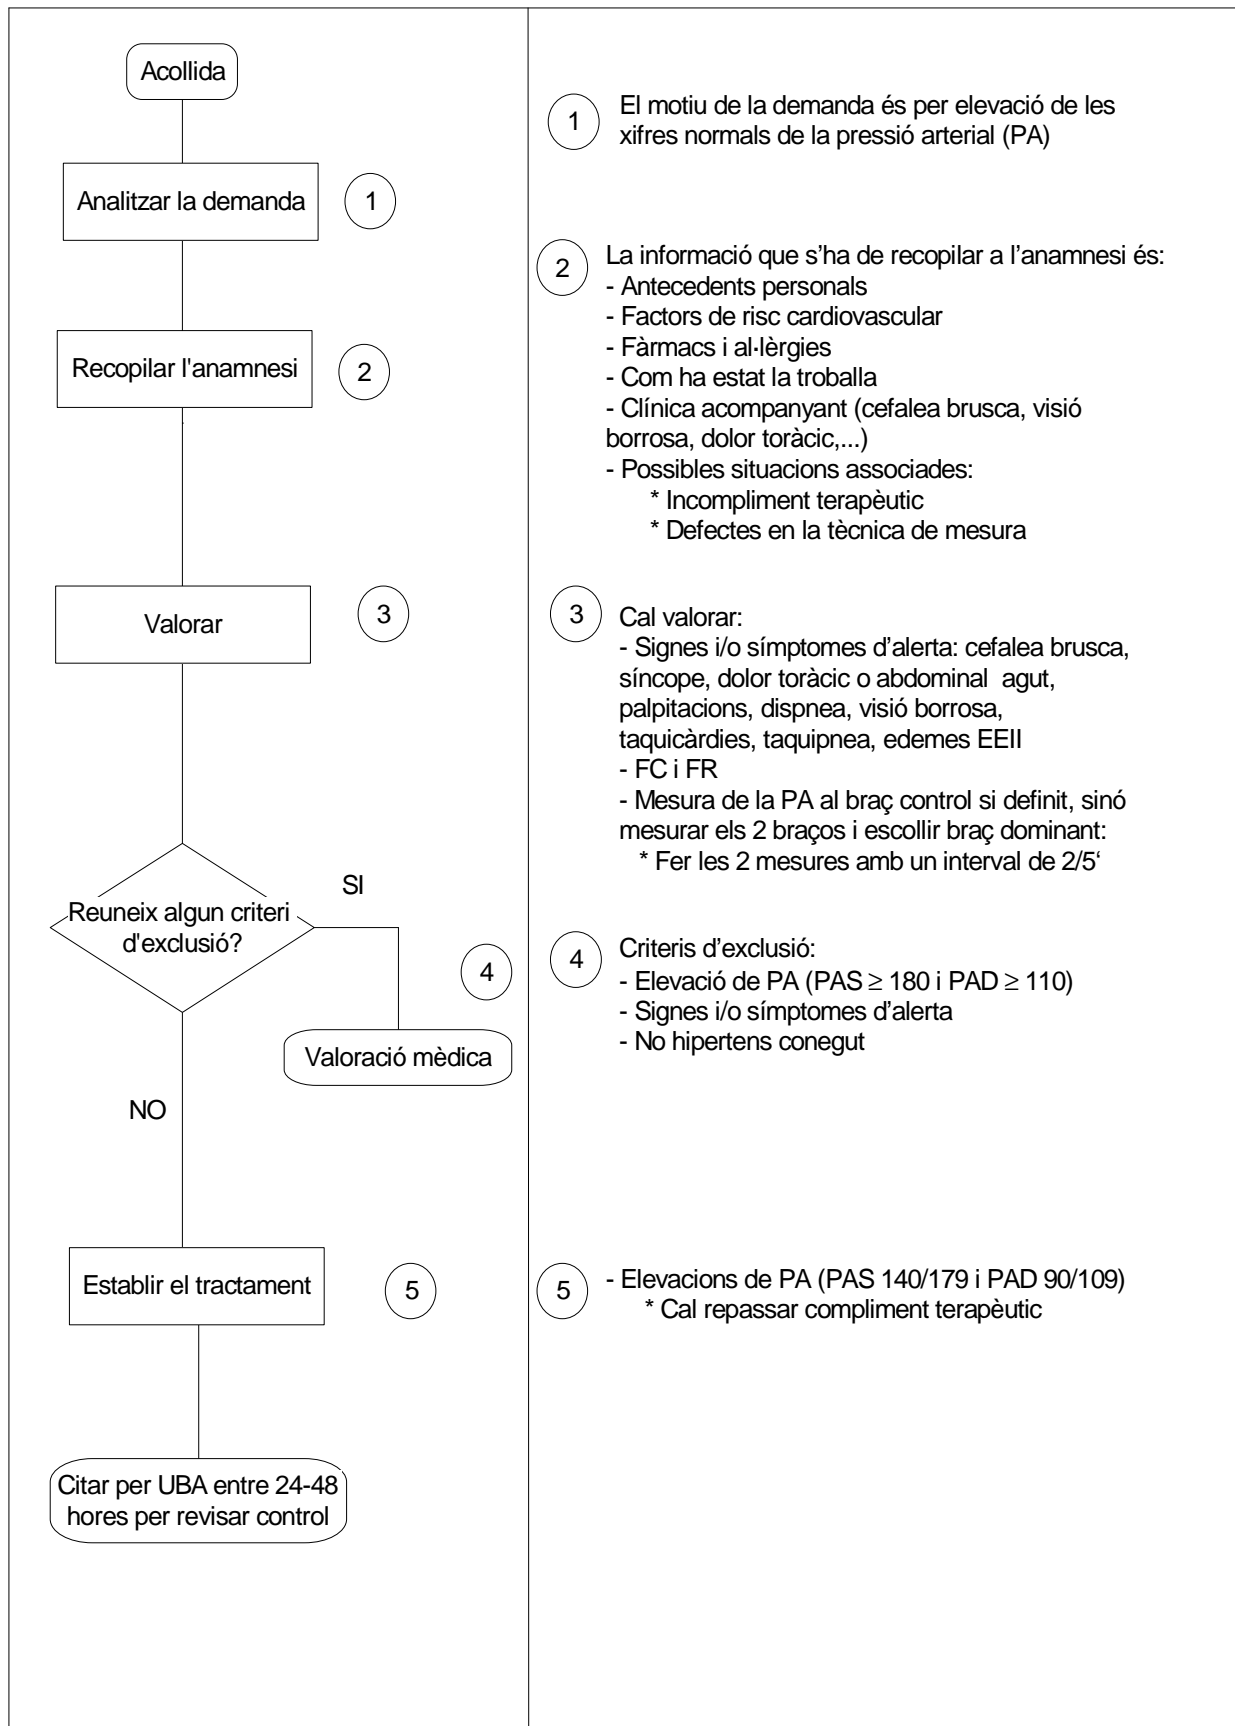 Acollida
Analitzar la demanda
1
Recopilar l'anamnesi
2
Valorar
3
Reuneix algun criteri
d'exclusió?
SI
4
Valoració mèdica
NO
Establir el tractament
5
Citar per UBA entre 24-48
hores per revisar control
1
El motiu de la demanda és per elevació de les
xifres normals de la pressió arterial (PA)
2
La informació que s’ha de recopilar a l’anamnesi és:
- Antecedents personals
- Factors de risc cardiovascular
- Fàrmacs i al·lèrgies
- Com ha estat la troballa
- Clínica acompanyant (cefalea brusca, visió
borrosa, dolor toràcic,...)
- Possibles situacions associades:
* Incompliment terapèutic
* Defectes en la tècnica de mesura
3
Cal valorar:
- Signes i/o símptomes d’alerta: cefalea brusca,
síncope, dolor toràcic o abdominal agut,
palpitacions, dispnea, visió borrosa,
taquicàrdies, taquipnea, edemes EEII
- FC i FR
- Mesura de la PA al braç control si definit, sinó
mesurar els 2 braços i escollir braç dominant:
* Fer les 2 mesures amb un interval de 2/5‘
4
Criteris d’exclusió:
- Elevació de PA (PAS ≥ 180 i PAD ≥ 110)
- Signes i/o símptomes d’alerta
- No hipertens conegut
5
- Elevacions de PA (PAS 140/179 i PAD 90/109)
* Cal repassar compliment terapèutic